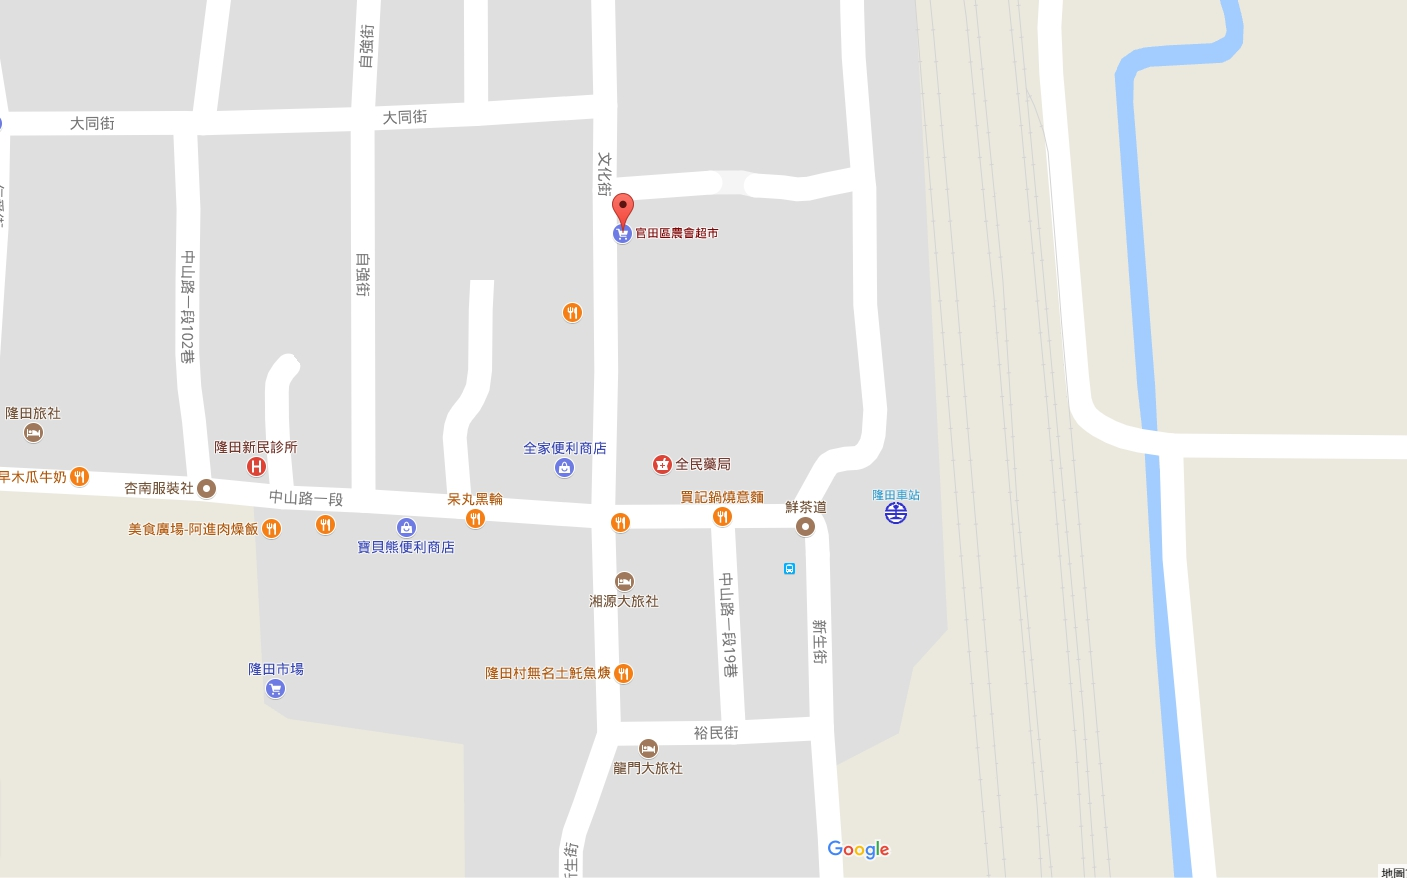 自強街
大同街
大同街
文化街
官田區農會超市
中山路一段102巷
自強街
隆田旅社
隆田新民診所
全家便利商店
全民藥局
早木瓜牛奶
杏南服裝社
中山路一段
呆丸黑輪
買記鍋燒意麵
鮮茶道
隆田車站
美食廣場-阿進肉燥飯
寶貝熊便利商店
湘源大旅社
中山路一段19巷
新生街
隆田市場
隆田村無名土魠魚焿
裕民街
龍門大旅社
Google
生街
地圖